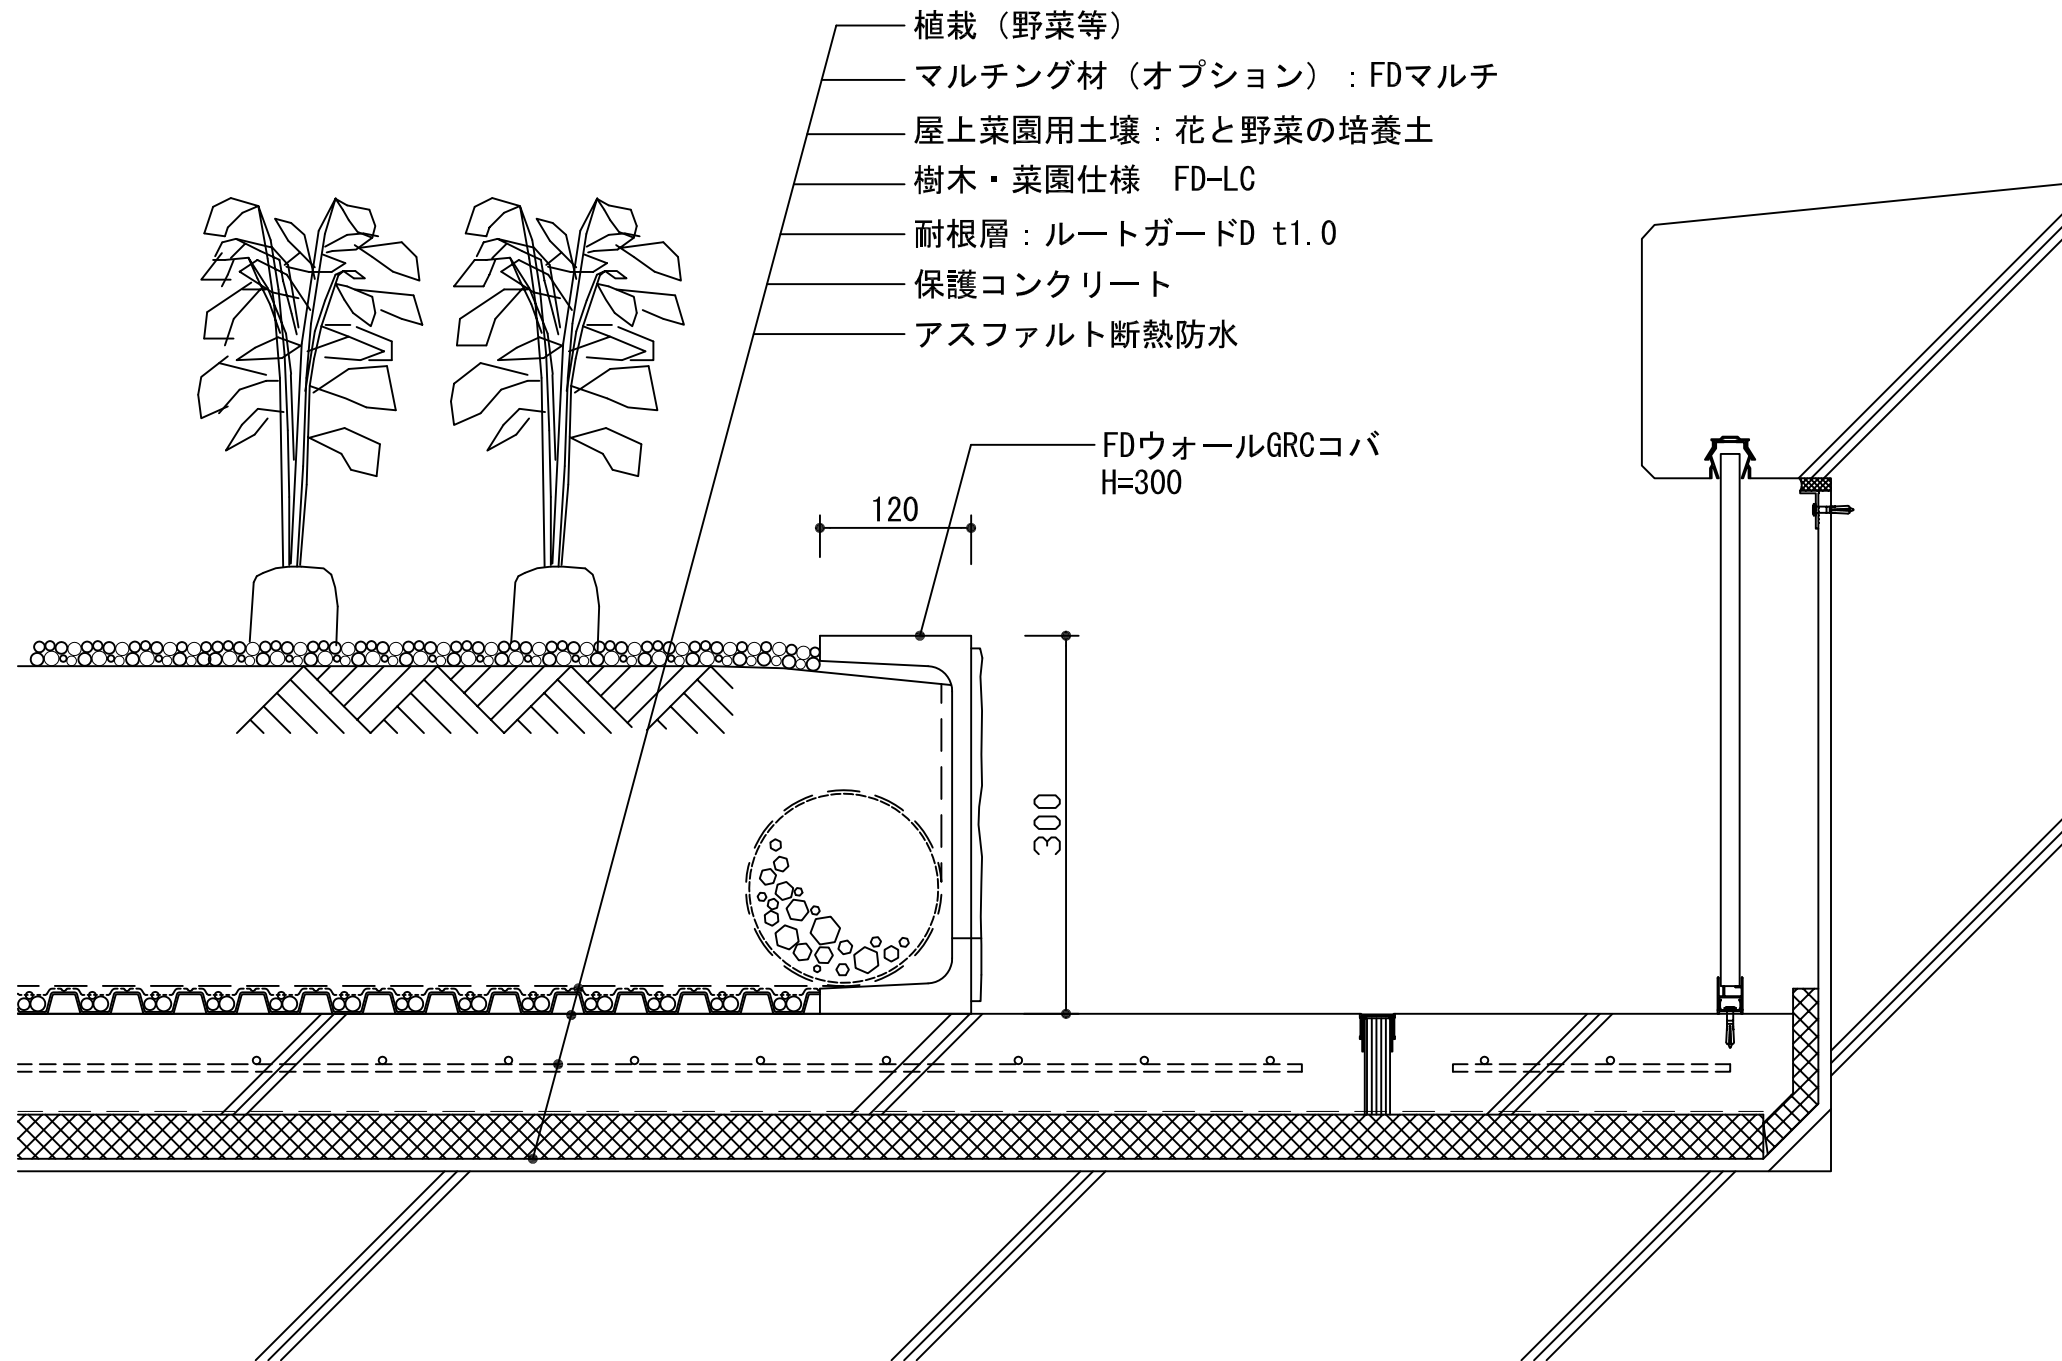 植栽（野菜等）
マルチング材（オプション）：FDマルチ
屋上菜園用土壌：花と野菜の培養土
樹木・菜園仕様　FD-LC
耐根層：ルートガードD t1.0
保護コンクリート
アスファルト断熱防水
FDウォールGRCコバ
H=300
120
300